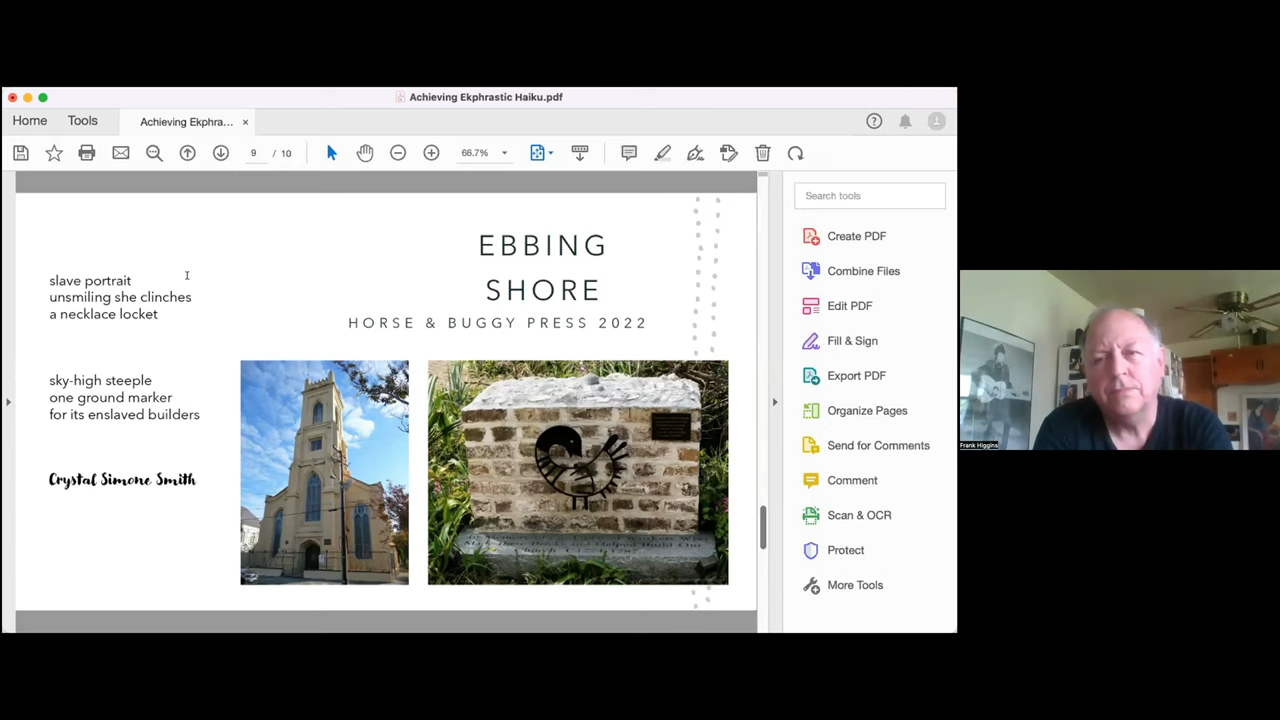 Achieving Ekphrastic Haiku.pdf
Home
Tools
Achieving Ekphra...
9 / 10
66.7%
EBBING
SHORE
HORSE & BUGGY PRESS 2022
slave portrait
unsmiling she clinches
a necklace locket
sky-high steeple
one ground marker
for its enslaved builders
Crystal Simone Smith
Search tools
Create PDF
Combine Files
Edit PDF
Fill & Sign
Export PDF
Organize Pages
Send for Comments
Comment
Scan & OCR
Protect
More Tools
Frank Higgins